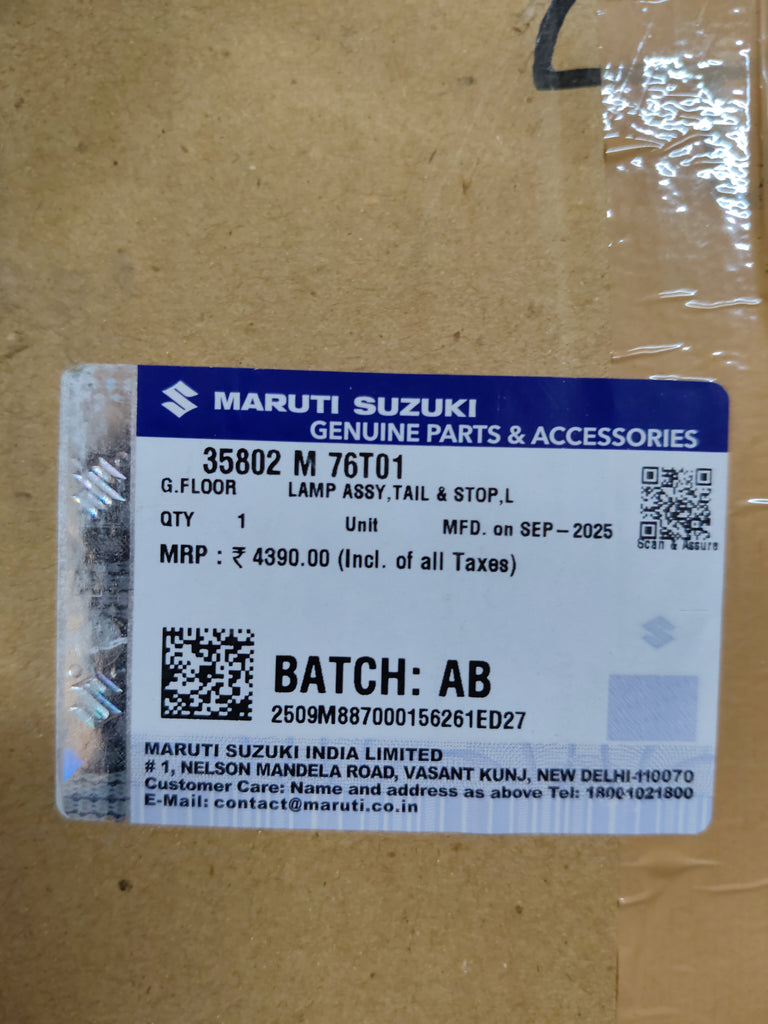 MARUTI SUZUKI
GENUINE PARTS & ACCESSORIES
35802 M 76T01
G.FLOOR LAMP ASSY,TAIL & STOP,L
QTY 1 Unit MFD. on SEP-2025
MRP : ₹ 4390.00 (Incl. of all Taxes)
Scan & Assure
BATCH: AB
2509M887000156261ED27
MARUTI SUZUKI INDIA LIMITED
# 1, NELSON MANDELA ROAD, VASANT KUNJ, NEW DELHI-110070
Customer Care: Name and address as above Tel: 18001021800
E-Mail: contact@maruti.co.in